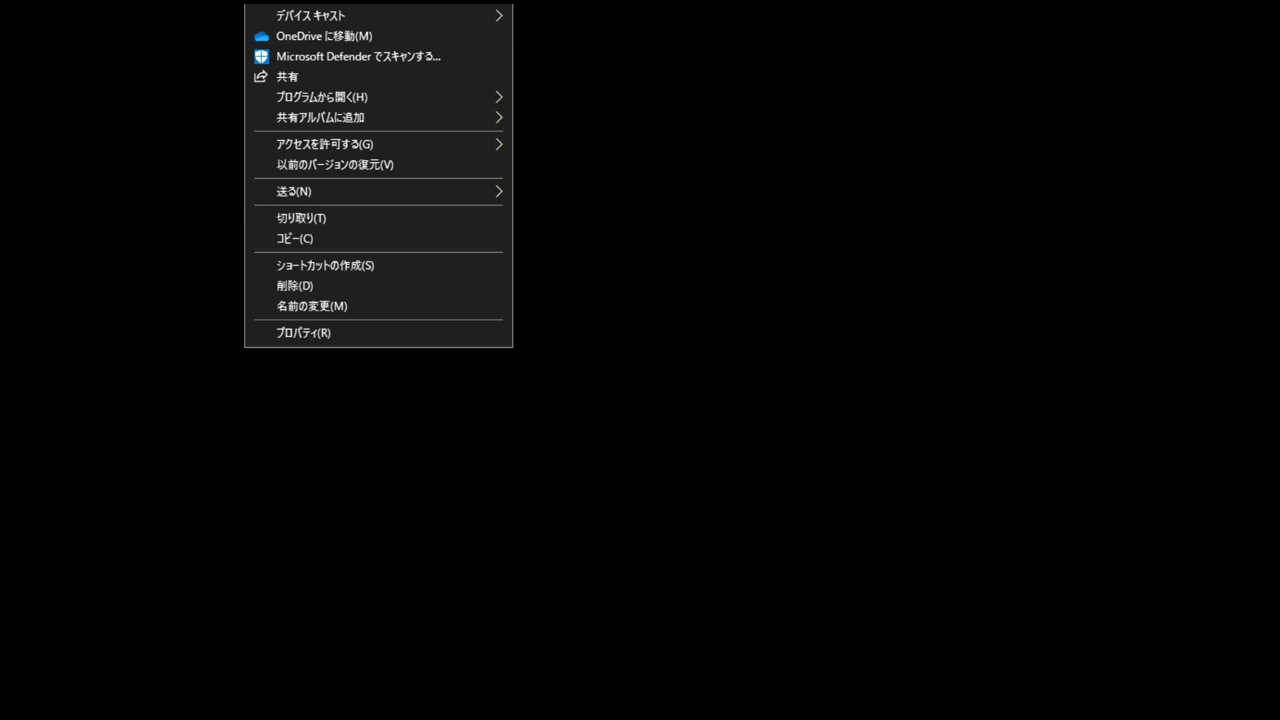 デバイス キャスト
OneDrive に移動(M)
Microsoft Defender でスキャンする...
共有
プログラムから開く(H)
共有アルバムに追加
アクセスを許可する(G)
以前のバージョンの復元(V)
送る(N)
切り取り(T)
コピー(C)
ショートカットの作成(S)
削除(D)
名前の変更(M)
プロパティ(R)